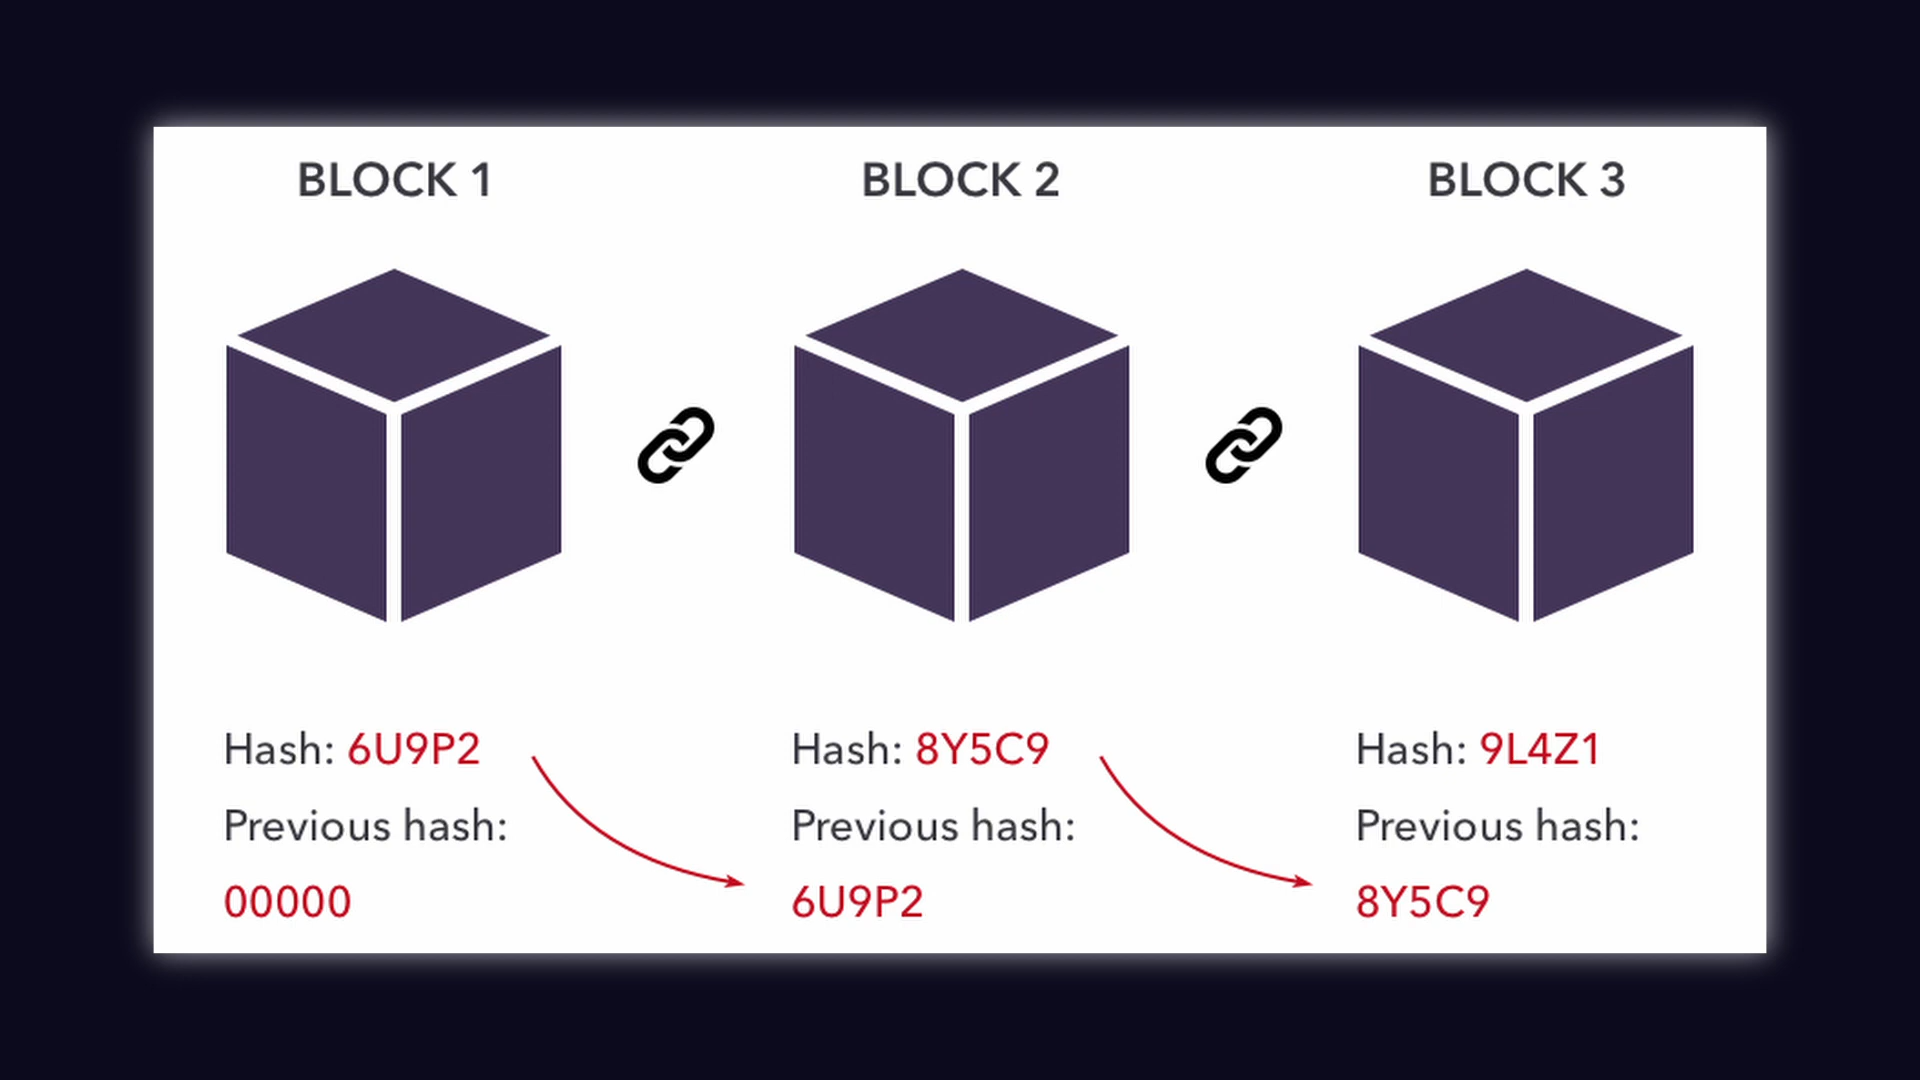 BLOCK 1
BLOCK 2
BLOCK 3
Hash: 6U9P2
Previous hash:
00000
Hash: 8Y5C9
Previous hash:
6U9P2
Hash: 9L4Z1
Previous hash:
8Y5C9